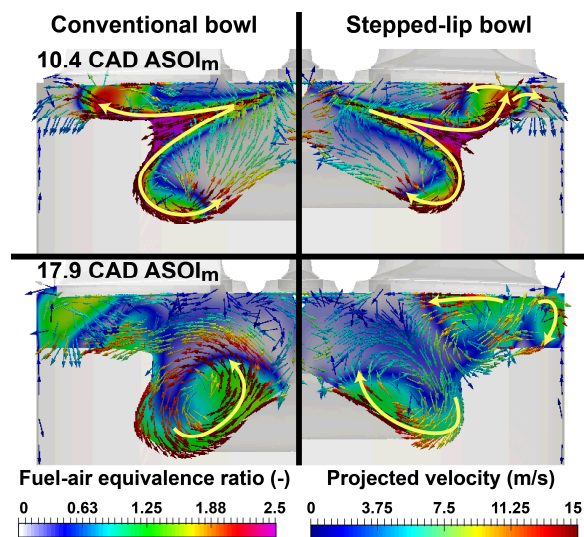 Conventional bowl
Stepped-lip bowl
10.4 CAD ASOIm
17.9 CAD ASOIm
Fuel-air equivalence ratio (-)
Projected velocity (m/s)
0 0.63 1.25 1.88 2.5
0 3.75 7.5 11.25 15